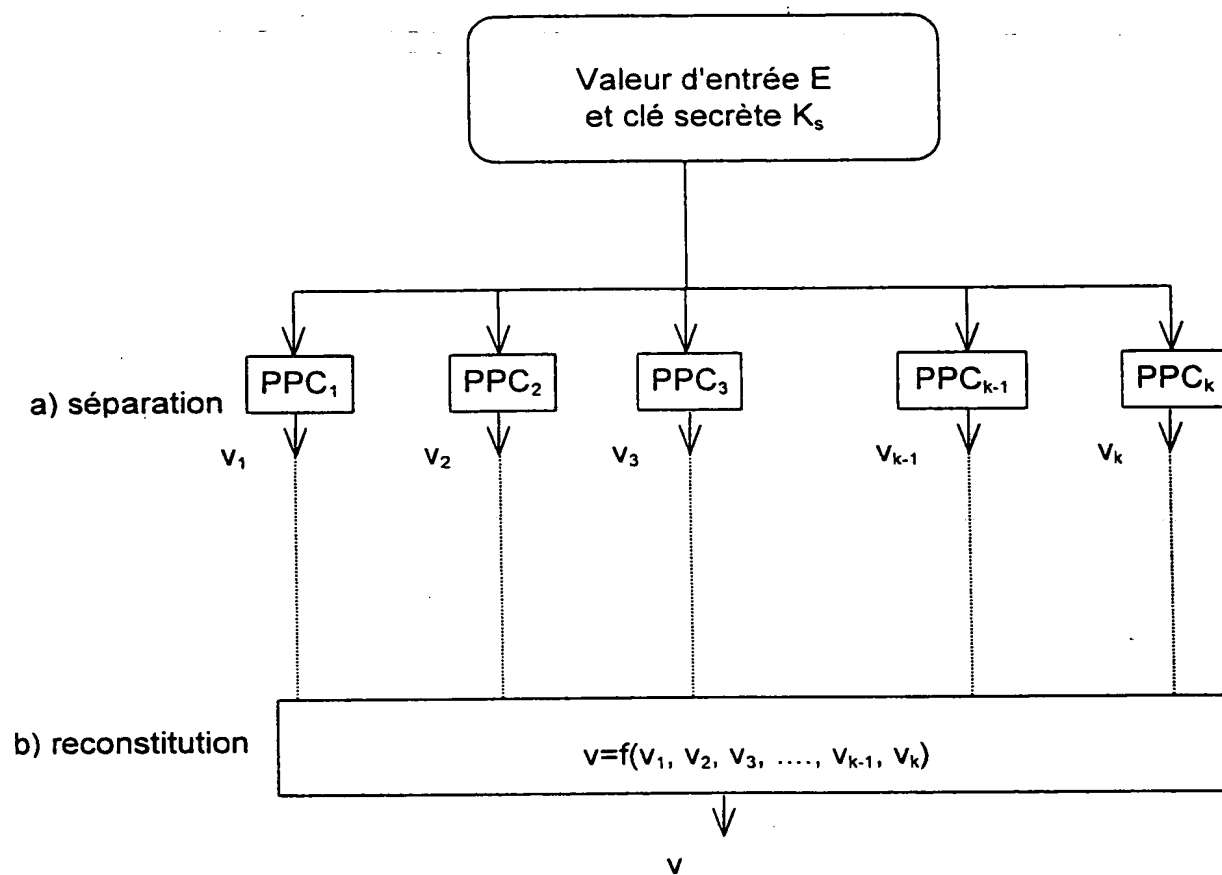 Valeur d'entrée E
et clé secrète Kₛ
PPC₁ PPC₂ PPC₃ PPCₖ₋₁ PPCₖ
a) séparation
v₁ v₂ v₃ vₖ₋₁ vₖ
b) reconstitution
v=f(v₁, v₂, v₃, ...., vₖ₋₁, vₖ)
v